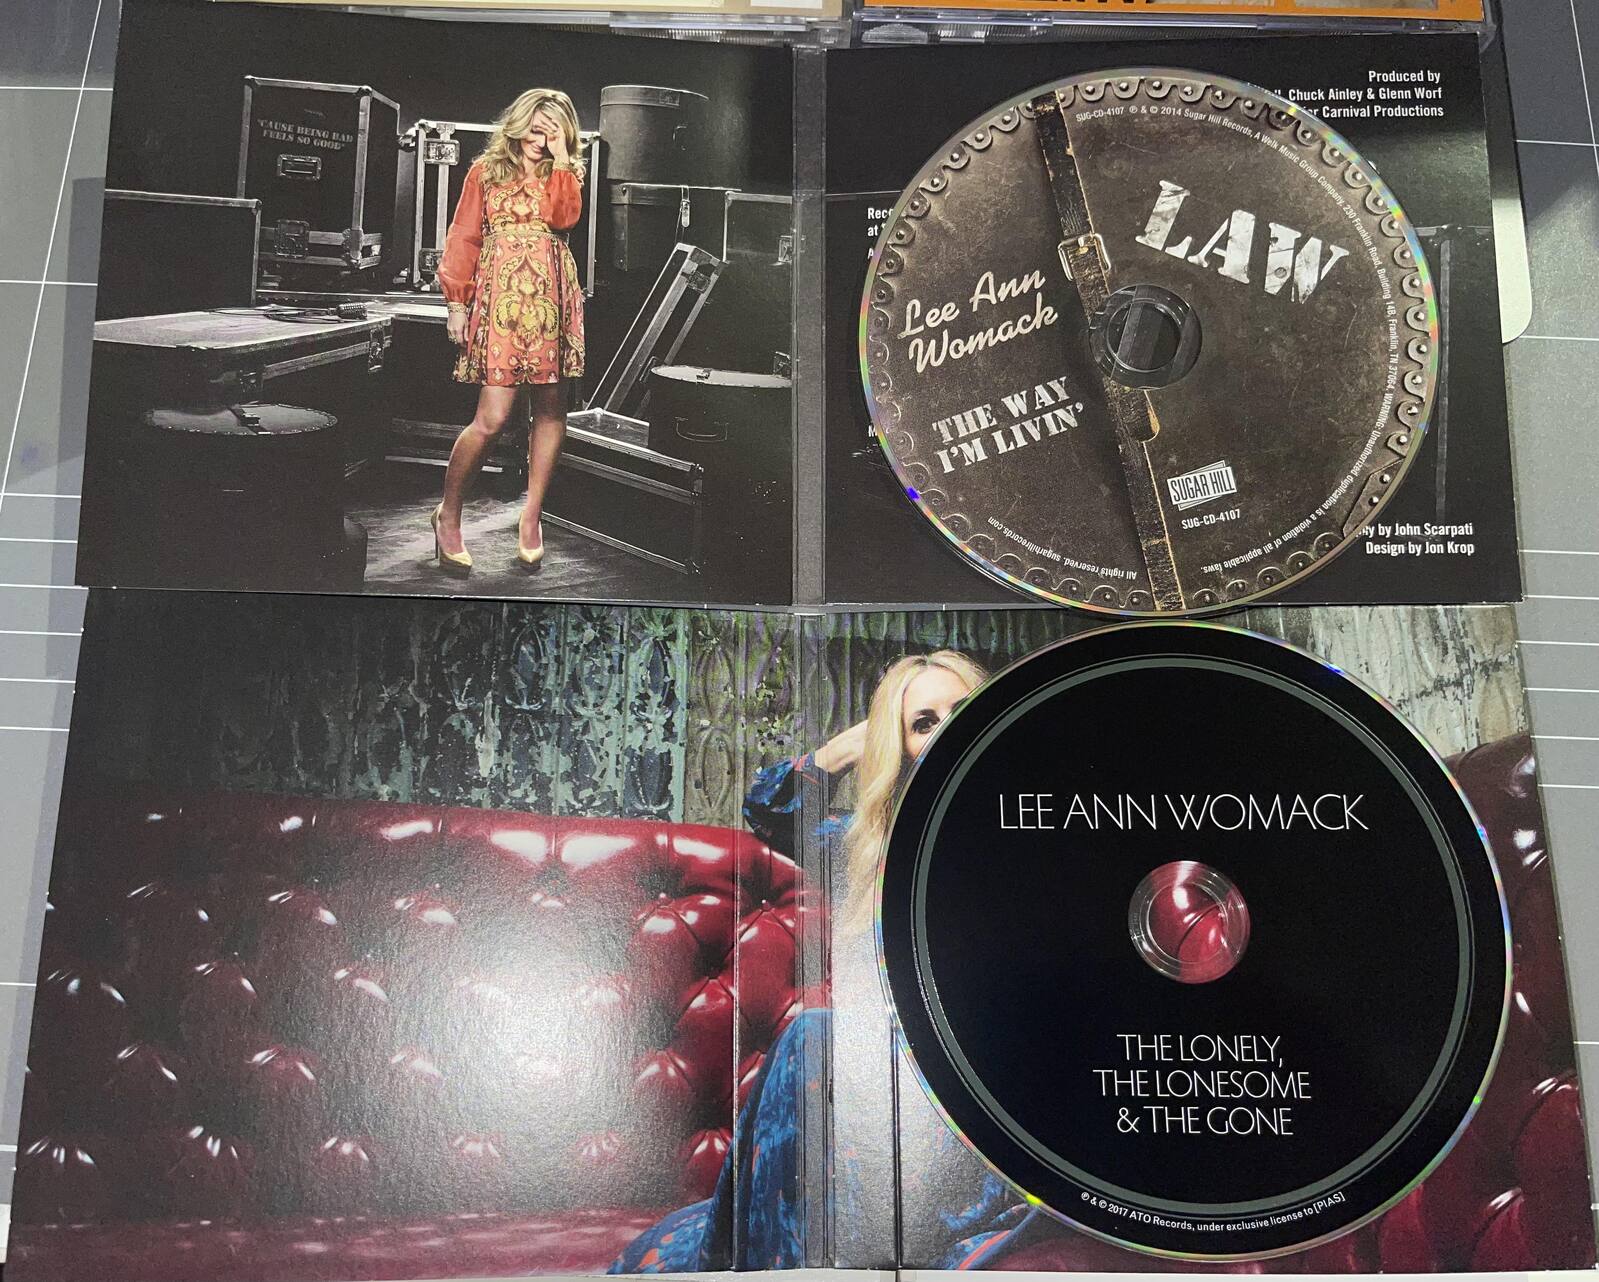 "'CAUSE BEING BAD
FEELS SO GOOD"
Produced by
Chuck Ainley & Glenn Worf
Carnival Productions
at
SUG-CD-4107 ℗ & © 2014 Sugar Hill Records, A Welk Music Group Company, 230 Franklin Road, Building 14B, Franklin, TN 37064. WARNING: Unauthorized duplication is a violation of all applicable laws.
All rights reserved. sugarhillrecords.com
LAW
Lee Ann
Womack
THE WAY
I'M LIVIN'
SUGAR HILL
SUG-CD-4107
by John Scarpati
Design by Jon Krop
LEE ANN WOMACK
THE LONELY,
THE LONESOME
& THE GONE
℗ & © 2017 ATO Records, under exclusive license to [PIAS]